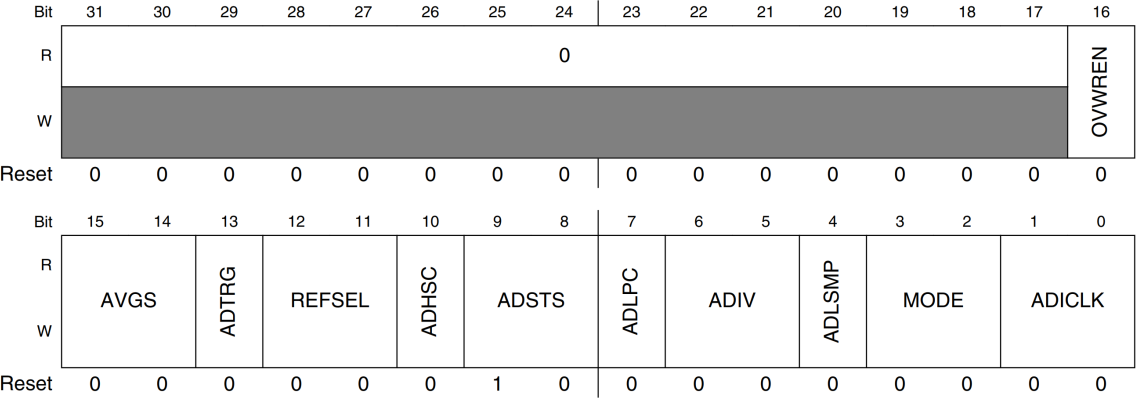 Bit 31 30 29 28 27 26 25 24 23 22 21 20 19 18 17 16
R 0 OVWREN
W
Reset 0 0 0 0 0 0 0 0 0 0 0 0 0 0 0 0
Bit 15 14 13 12 11 10 9 8 7 6 5 4 3 2 1 0
R
AVGS ADTRG REFSEL ADHSC ADSTS ADLPC ADIV ADLSMP MODE ADICLK
W
Reset 0 0 0 0 0 0 1 0 0 0 0 0 0 0 0 0